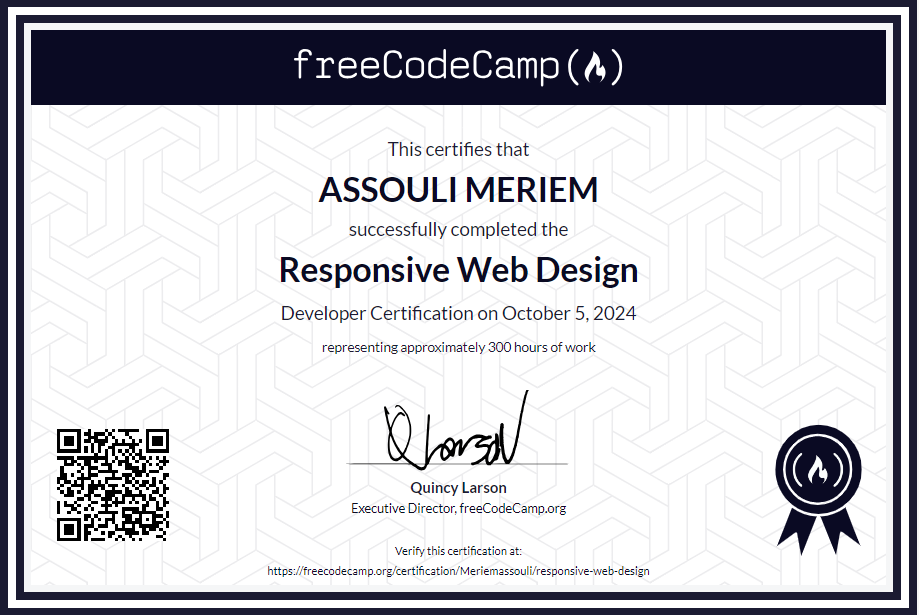 freeCodeCamp
This certifies that
ASSOULI MERIEM
successfully completed the
Responsive Web Design
Developer Certification on October 5, 2024
representing approximately 300 hours of work
Quincy Larson
Executive Director, freeCodeCamp.org
Verify this certification at:
https://freecodecamp.org/certification/Meriemassouli/responsive-web-design